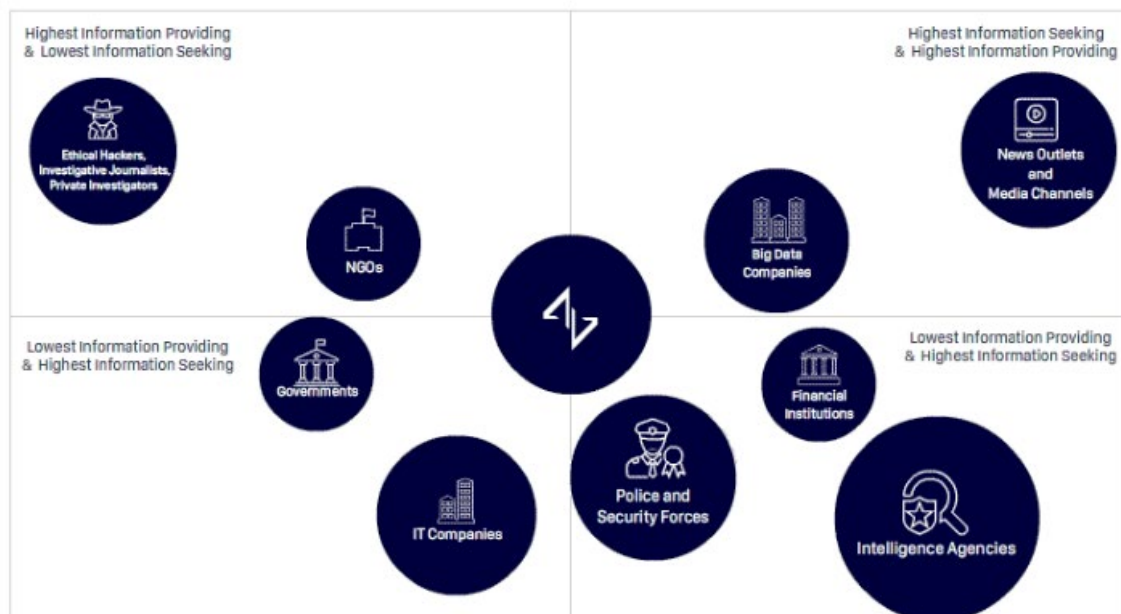 Highest Information Providing
& Lowest Information Seeking
Highest Information Seeking
& Highest Information Providing
Ethical Hackers,
Investigative Journalists,
Private Investigators
News Outlets
and
Media Channels
NGOs
Big Data
Companies
Lowest Information Providing
& Highest Information Seeking
Lowest Information Providing
& Highest Information Seeking
Governments
Financial
Institutions
IT Companies
Police and
Security Forces
Intelligence Agencies